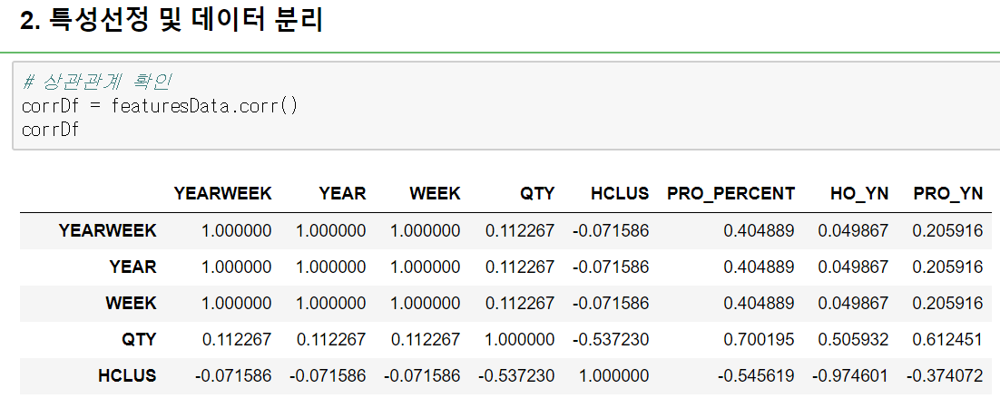 2. 특성선정 및 데이터 분리
# 상관관계 확인
corrDf = featuresData.corr()
corrDf
YEARWEEK YEAR WEEK QTY HCLUS PRO_PERCENT HO_YN PRO_YN
YEARWEEK 1.000000 1.000000 1.000000 0.112267 -0.071586 0.404889 0.049867 0.205916
YEAR 1.000000 1.000000 1.000000 0.112267 -0.071586 0.404889 0.049867 0.205916
WEEK 1.000000 1.000000 1.000000 0.112267 -0.071586 0.404889 0.049867 0.205916
QTY 0.112267 0.112267 0.112267 1.000000 -0.537230 0.700195 0.505932 0.612451
HCLUS -0.071586 -0.071586 -0.071586 -0.537230 1.000000 -0.545619 -0.974601 -0.374072